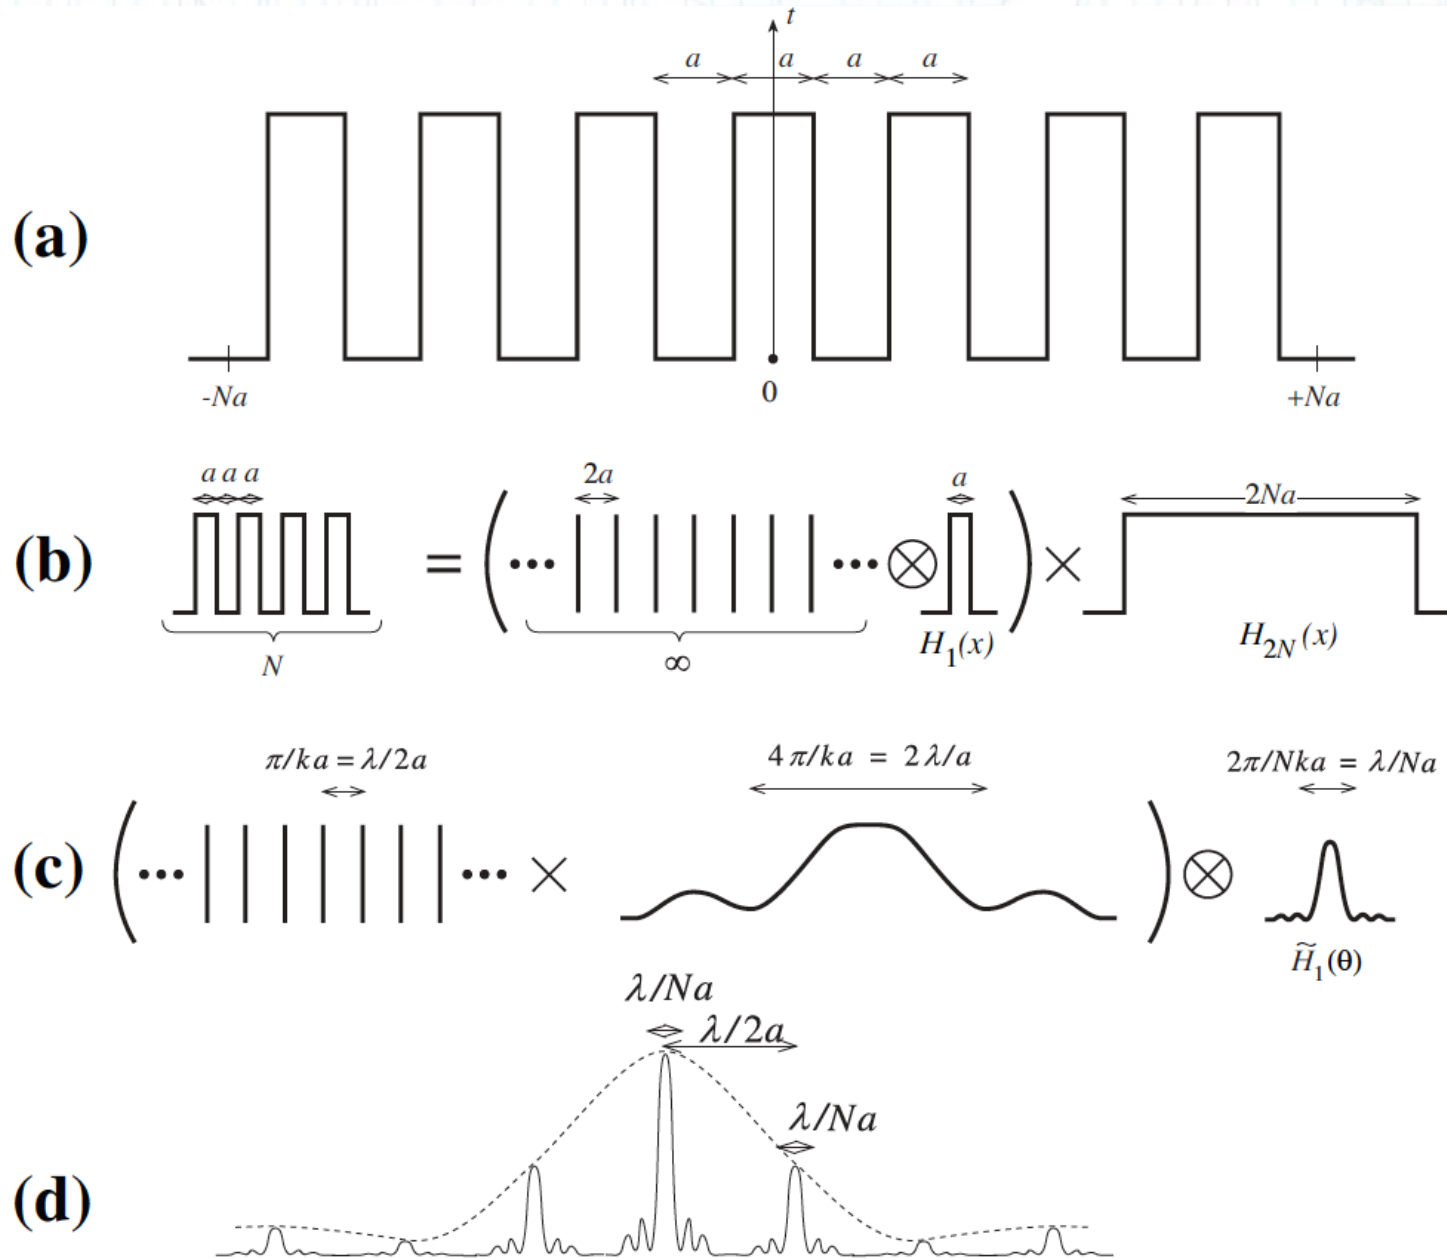 t
a a a a
(a)
-Na 0 +Na
a a a 2a a 2Na
(b) = ( ... ... ⊗ ) ×
N ∞ H₁(x) H₂N(x)
π/ka = λ/2a 4π/ka = 2λ/a 2π/Nka = λ/Na
(c) ( ... ... × ) ⊗
H̃₁(θ)
λ/Na
λ/2a
λ/Na
(d)